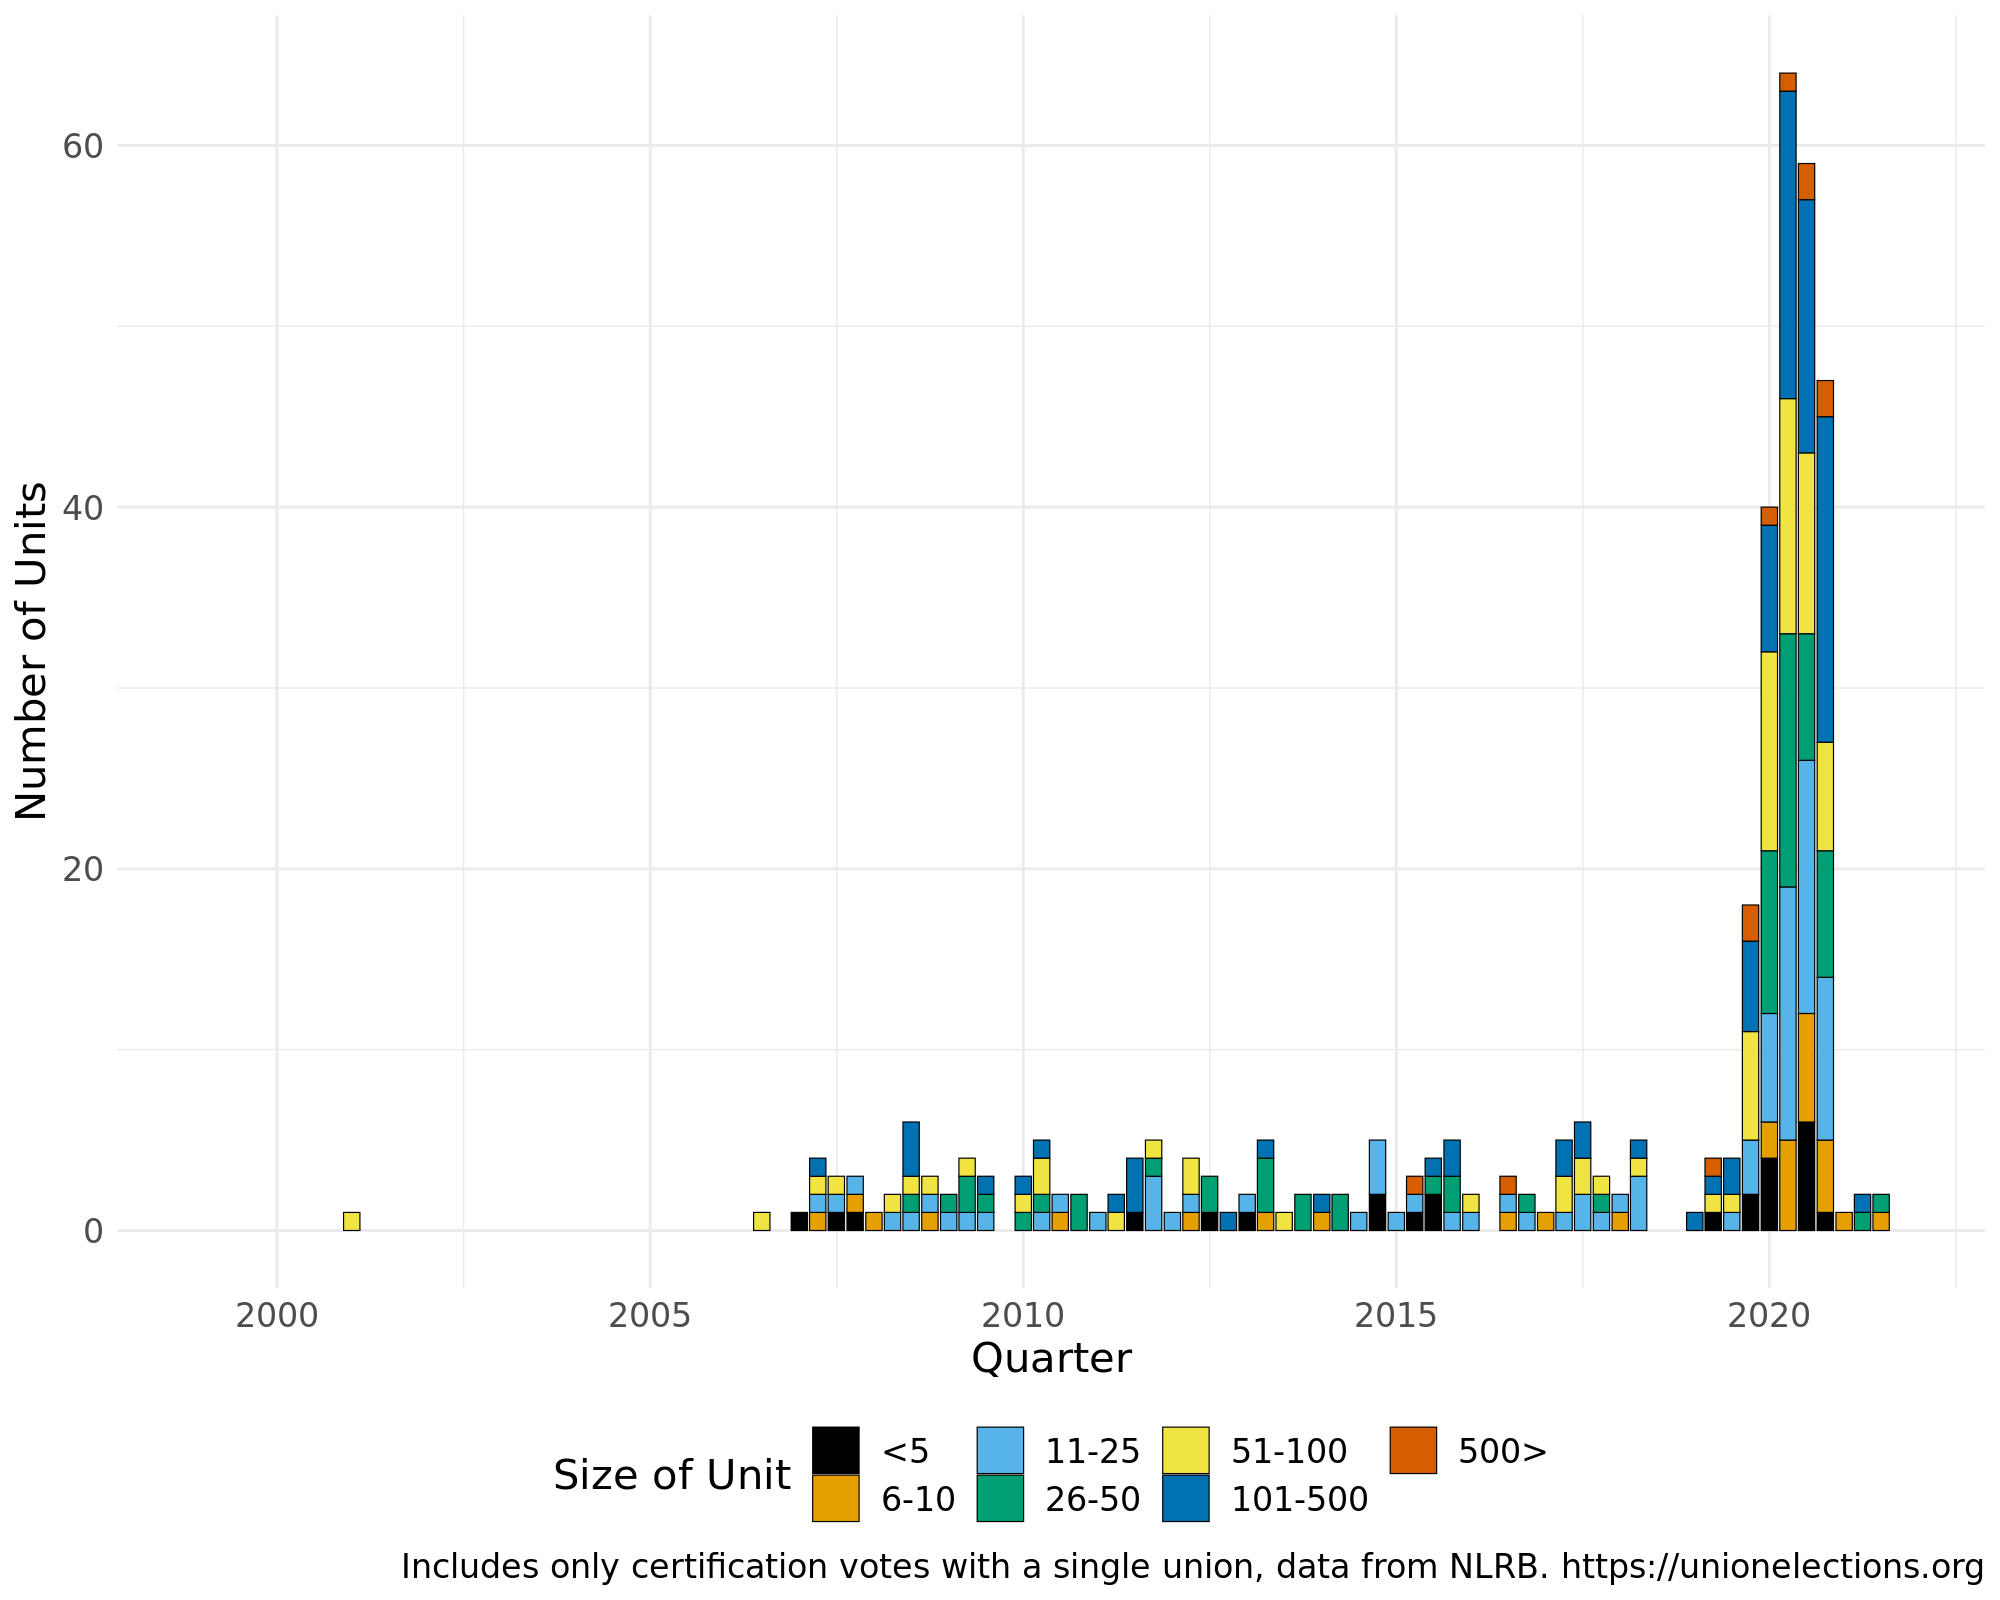 60
40
20
0
Number of Units
2000 2005 2010 2015 2020
Quarter
Size of Unit
<5 11-25 51-100 500>
6-10 26-50 101-500
Includes only certification votes with a single union, data from NLRB. https://unionelections.org